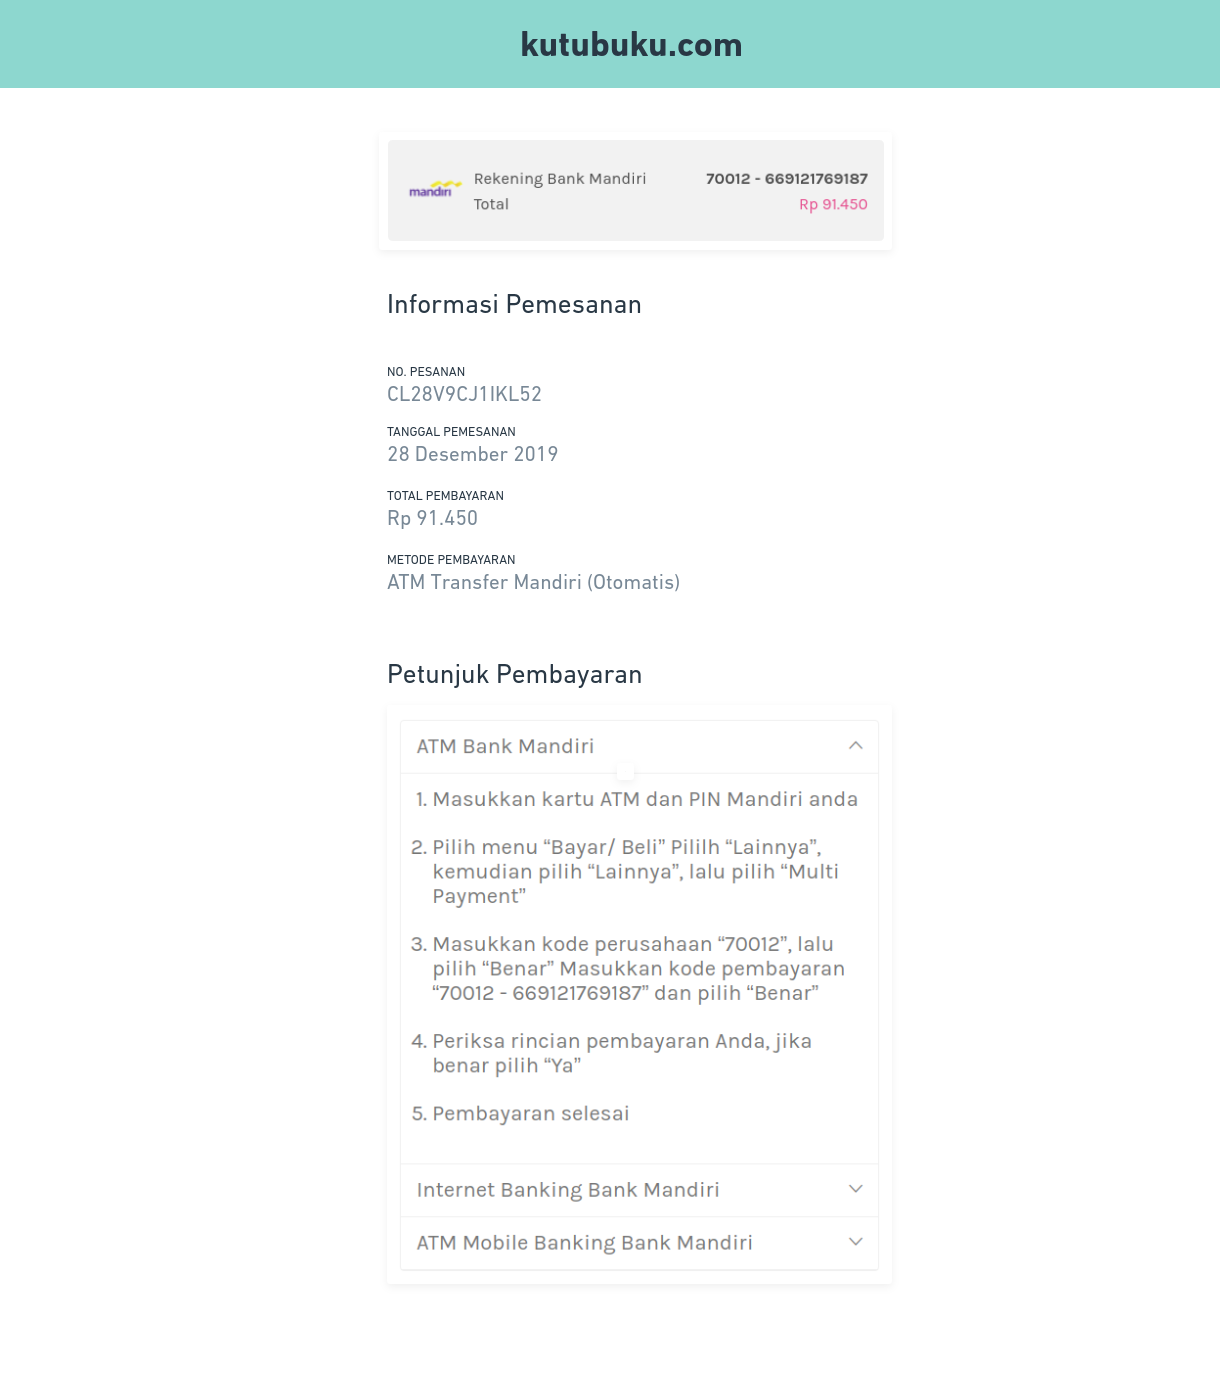 kutubuku.com
mandiri
Rekening Bank Mandiri 70012 - 669121769187
Total Rp 91.450
Informasi Pemesanan
NO. PESANAN
CL28V9CJ1IKL52
TANGGAL PEMESANAN
28 Desember 2019
TOTAL PEMBAYARAN
Rp 91.450
METODE PEMBAYARAN
ATM Transfer Mandiri (Otomatis)
Petunjuk Pembayaran
ATM Bank Mandiri
1. Masukkan kartu ATM dan PIN Mandiri anda
2. Pilih menu “Bayar/ Beli” Pililh “Lainnya”,
kemudian pilih “Lainnya”, lalu pilih “Multi
Payment”
3. Masukkan kode perusahaan “70012”, lalu
pilih “Benar” Masukkan kode pembayaran
“70012 - 669121769187” dan pilih “Benar”
4. Periksa rincian pembayaran Anda, jika
benar pilih “Ya”
5. Pembayaran selesai
Internet Banking Bank Mandiri
ATM Mobile Banking Bank Mandiri